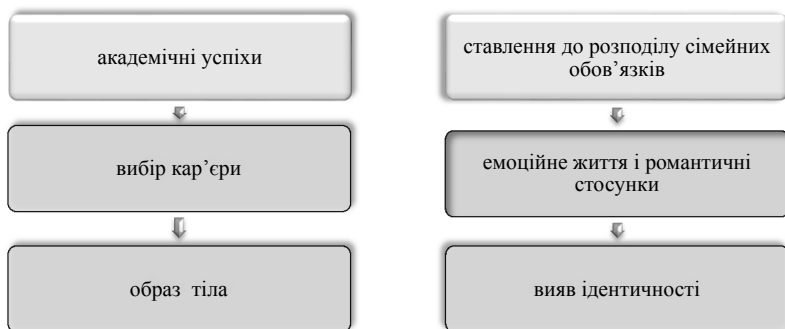 академічні успіхи
вибір кар’єри
образ тіла
ставлення до розподілу сімейних
обов’язків
емоційне життя і романтичні
стосунки
вияв ідентичності